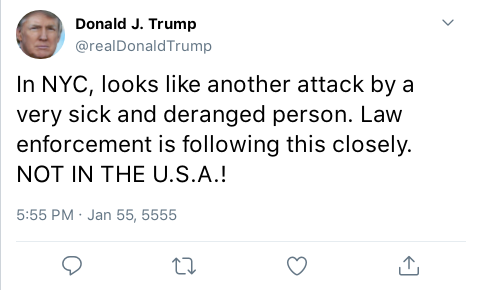 Donald J. Trump
@realDonaldTrump
In NYC, looks like another attack by a
very sick and deranged person. Law
enforcement is following this closely.
NOT IN THE U.S.A.!
5:55 PM · Jan 55, 5555